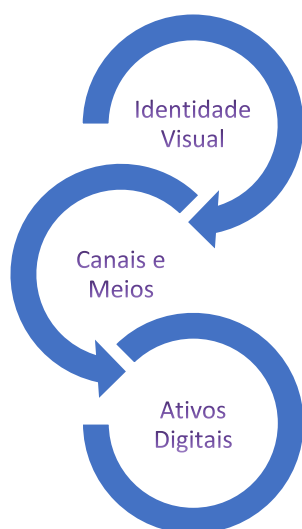 Identidade
Visual
Canais e
Meios
Ativos
Digitais